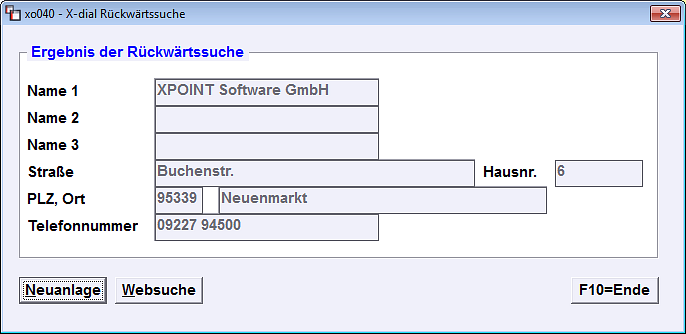 xo040 - X-dial Rückwärtssuche
Ergebnis der Rückwärtssuche
Name 1 XPOINT Software GmbH
Name 2
Name 3
Straße Buchenstr. Hausnr. 6
PLZ, Ort 95339 Neuenmarkt
Telefonnummer 09227 94500
Neuanlage Websuche F10=Ende